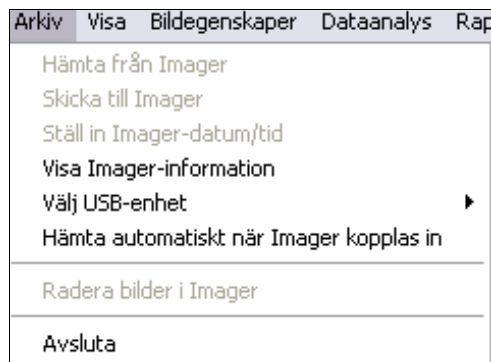 Arkiv Visa Bildegenskaper Dataanalys Rap
Hämta från Imager
Skicka till Imager
Ställ in Imager-datum/tid
Visa Imager-information
Välj USB-enhet
Hämta automatiskt när Imager kopplas in
Radera bilder i Imager
Avsluta